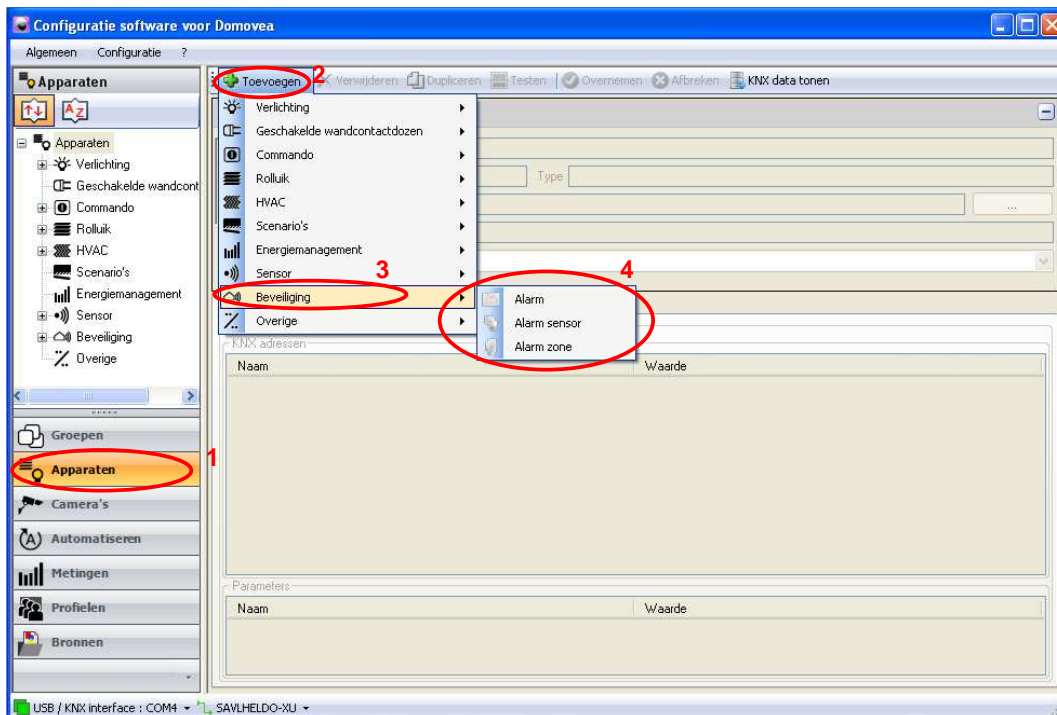 Configuratie software voor Domovea
Algemeen Configuratie ?
Apparaten
Toevoegen 2 Verwijderen Dupliceren Testen Overnemen Afbreken KNX data tonen
Apparaten
Verlichting
Geschakelde wandcont
Commando
Rolluik
HVAC
Scenario's
Energiemanagement
Sensor
Beveiliging
Overige
Verlichting
Geschakelde wandcontactdozen
Commando
Rolluik
HVAC
Scenario's
Energiemanagement
Sensor 3
Beveiliging
Overige
4
Alarm
Alarm sensor
Alarm zone
Type
...
KNX adressen
Naam Waarde
Parameters
Naam Waarde
Groepen
Apparaten 1
Camera's
Automatiseren
Metingen
Profielen
Bronnen
USB / KNX interface : COM4 SAVLHELDO-XU